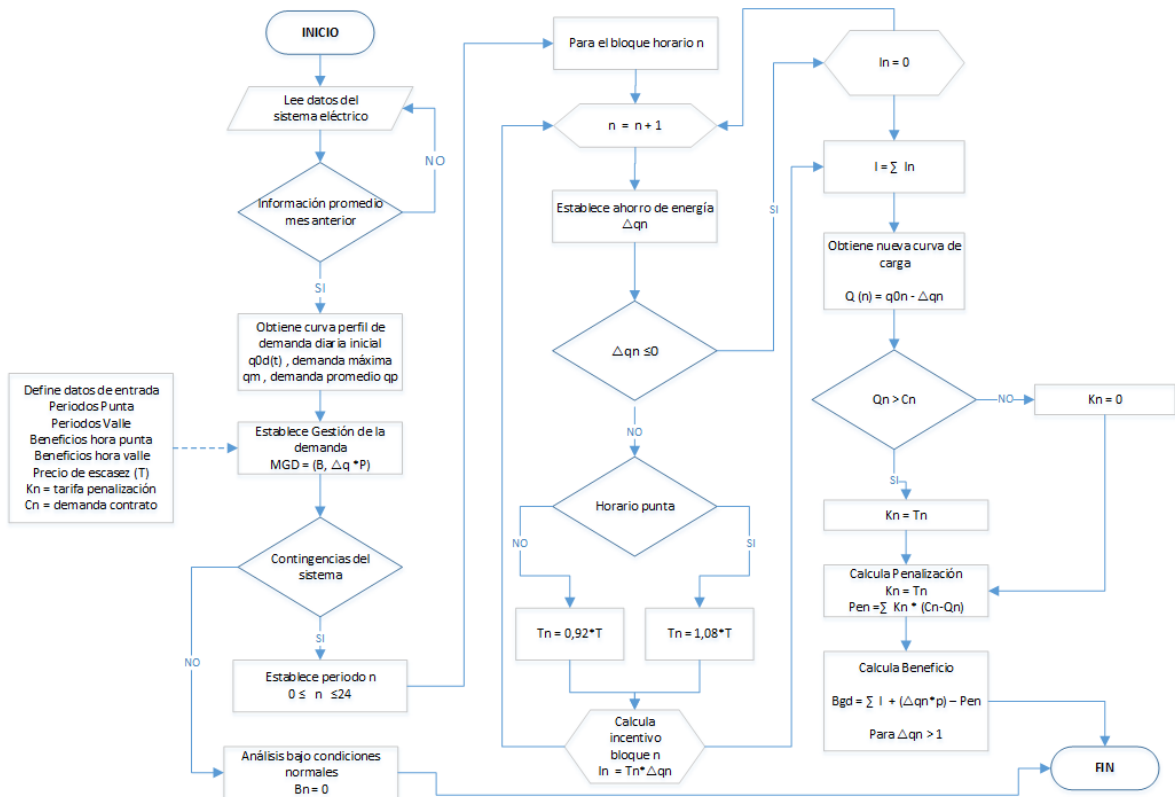 INICIO
Lee datos del
sistema eléctrico
NO
Información promedio
mes anterior
SI
Obtiene curva perfil de
demanda diaria inicial
q0d(t) , demanda máxima
qm , demanda promedio qp
Define datos de entrada
Periodos Punta
Periodos Valle
Beneficios hora punta
Beneficios hora valle
Precio de escasez (T)
Kn = tarifa penalización
Cn = demanda contrato
Establece Gestión de la
demanda
MGD = (B, △q *P)
Contingencias del
sistema
NO
SI
Establece periodo n
0 ≤ n ≤24
Análisis bajo condiciones
normales
Bn = 0
Para el bloque horario n
n = n + 1
Establece ahorro de energía
△qn
△qn ≤0
SI
NO
Horario punta
NO
SI
Tn = 0,92*T
Tn = 1,08*T
Calcula
incentivo
bloque n
In = Tn*△qn
In = 0
I = ∑ In
Obtiene nueva curva de
carga
Q (n) = q0n - △qn
Qn > Cn
NO
Kn = 0
SI
Kn = Tn
Calcula Penalización
Kn = Tn
Pen =∑ Kn * (Cn-Qn)
Calcula Beneficio
Bgd = ∑ I + (△qn*p) – Pen
Para △qn > 1
FIN